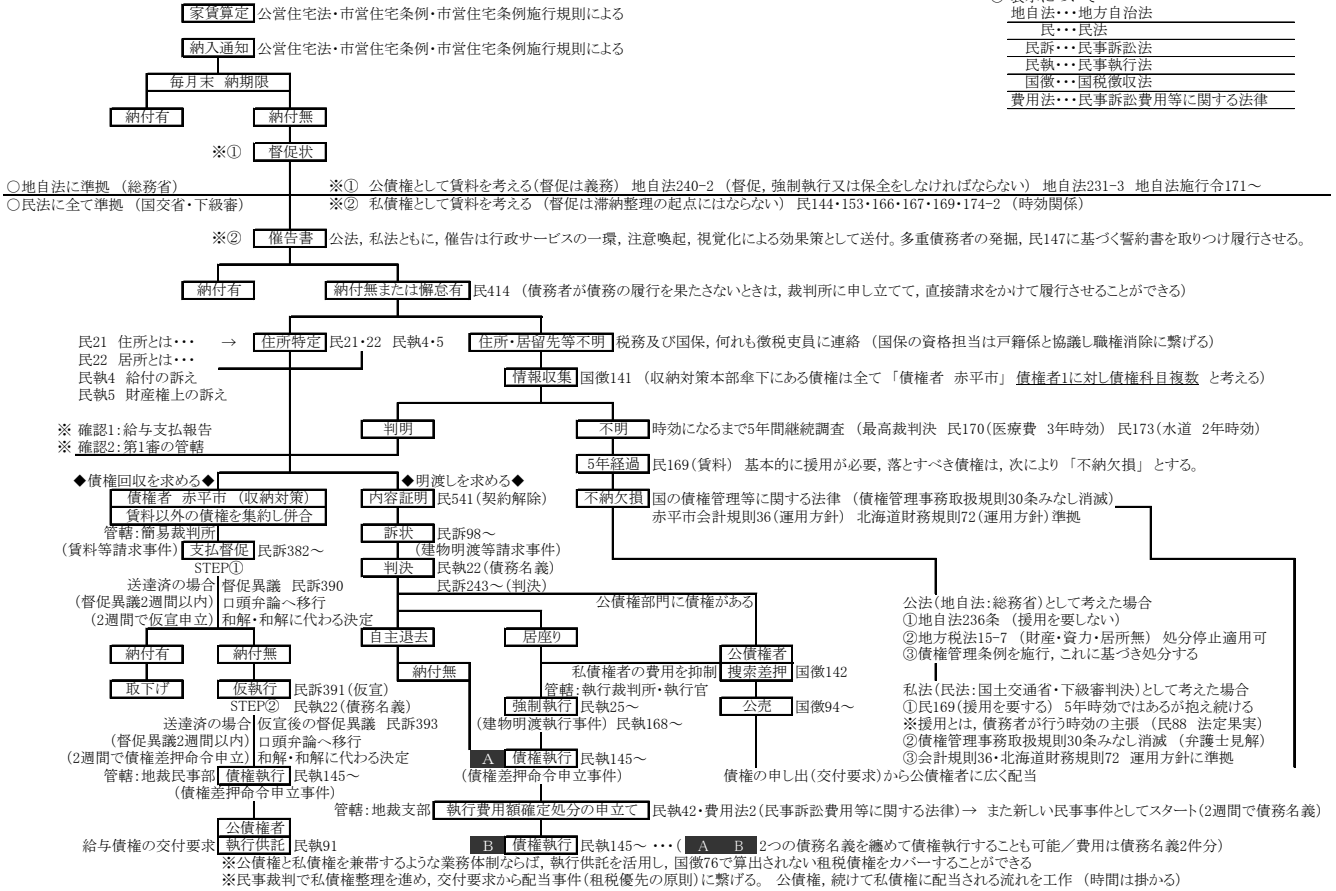 家賃算定 公営住宅法・市営住宅条例・市営住宅条例施行規則による
納入通知 公営住宅法・市営住宅条例・市営住宅条例施行規則による
地自法・・・地方自治法
民・・・民法
民訴・・・民事訴訟法
民執・・・民事執行法
国徴・・・国税徴収法
費用法・・・民事訴訟費用等に関する法律
毎月末 納期限
納付有 納付無
※① 督促状
○地自法に準拠 (総務省) ※① 公債権として賃料を考える(督促は義務) 地自法240-2 (督促,強制執行又は保全をしなければならない) 地自法231-3 地自法施行令171～
○民法に全て準拠 (国交省・下級審) ※② 私債権として賃料を考える (督促は滞納整理の起点にはならない) 民144・153・166・167・169・174-2 (時効関係)
※② 催告書 公法,私法ともに,催告は行政サービスの一環,注意喚起,視覚化による効果策として送付。多重債務者の発掘,民147に基づく誓約書を取りつけ履行させる。
納付有 納付無または懈怠有 民414 (債務者が債務の履行を果たさないときは,裁判所に申し立てて,直接請求をかけて履行させることができる)
民21 住所とは・・・ → 住所特定 民21・22 民執4・5 住所・居留先等不明 税務及び国保,何れも徴税吏員に連絡 (国保の資格担当は戸籍係と協議し職権消除に繋げる)
民22 居所とは・・・
民執4 給付の訴え 情報収集 国徴141 (収納対策本部傘下にある債権は全て 「債権者 赤平市」 債権者1に対し債権科目複数 と考える)
民執5 財産権上の訴え
※ 確認1:給与支払報告 判明 不明 時効になるまで5年間継続調査 (最高裁判決 民170(医療費 3年時効) 民173(水道 2年時効)
※ 確認2:第1審の管轄
5年経過 民169(賃料) 基本的に援用が必要,落とすべき債権は,次により 「不納欠損」 とする。
◆債権回収を求める◆ ◆明渡しを求める◆
債権者 赤平市 (収納対策) 内容証明 民541(契約解除) 不納欠損 国の債権管理等に関する法律 (債権管理事務取扱規則30条みなし消滅)
賃料以外の債権を集約し併合 赤平市会計規則36(運用方針) 北海道財務規則72(運用方針)準拠
管轄:簡易裁判所 訴状 民訴98～
(賃料等請求事件) 支払督促 民訴382～ (建物明渡等請求事件)
STEP① 判決 民執22(債務名義)
送達済の場合 督促異議 民訴390 民訴243～(判決)
(督促異議2週間以内) 口頭弁論へ移行 公債権部門に債権がある 公法(地自法:総務省)として考えた場合
(2週間で仮宣申立) 和解・和解に代わる決定 ①地自法236条 (援用を要しない)
自主退去 居座り ②地方税法15-7 (財産・資力・居所無) 処分停止適用可
納付有 納付無 公債権者 ③債権管理条例を施行,これに基づき処分する
納付無 私債権者の費用を抑制 捜索差押 国徴142
取下げ 仮執行 民訴391(仮宣) 管轄:執行裁判所・執行官 私法(民法:国土交通省・下級審判決)として考えた場合
STEP② 民執22(債務名義) 強制執行 民執25～ 公売 国徴94～ ①民169(援用を要する) 5年時効ではあるが抱え続ける
送達済の場合 仮宣後の督促異議 民訴393 (建物明渡執行事件) 民執168～ ※援用とは,債務者が行う時効の主張 (民88 法定果実)
(督促異議2週間以内) 口頭弁論へ移行 ②債権管理事務取扱規則30条みなし消滅 (弁護士見解)
(2週間で債権差押命令申立) 和解・和解に代わる決定 A 債権執行 民執145～ ③会計規則36・北海道財務規則72 運用方針に準拠
管轄:地裁民事部 債権執行 民執145～ (債権差押命令申立事件) 債権の申し出(交付要求)から公債権者に広く配当
(債権差押命令申立事件)
管轄:地裁支部 執行費用額確定処分の申立て 民執42・費用法2(民事訴訟費用等に関する法律)→ また新しい民事事件としてスタート(2週間で債務名義)
公債権者
給与債権の交付要求 執行供託 民執91 B 債権執行 民執145～ ・・・( A B 2つの債務名義を纏めて債権執行することも可能／費用は債務名義2件分)
※公債権と私債権を兼帯するような業務体制ならば,執行供託を活用し,国徴76で算出されない租税債権をカバーすることができる
※民事裁判で私債権整理を進め,交付要求から配当事件(租税優先の原則)に繋げる。 公債権,続けて私債権に配当される流れを工作 (時間は掛かる)